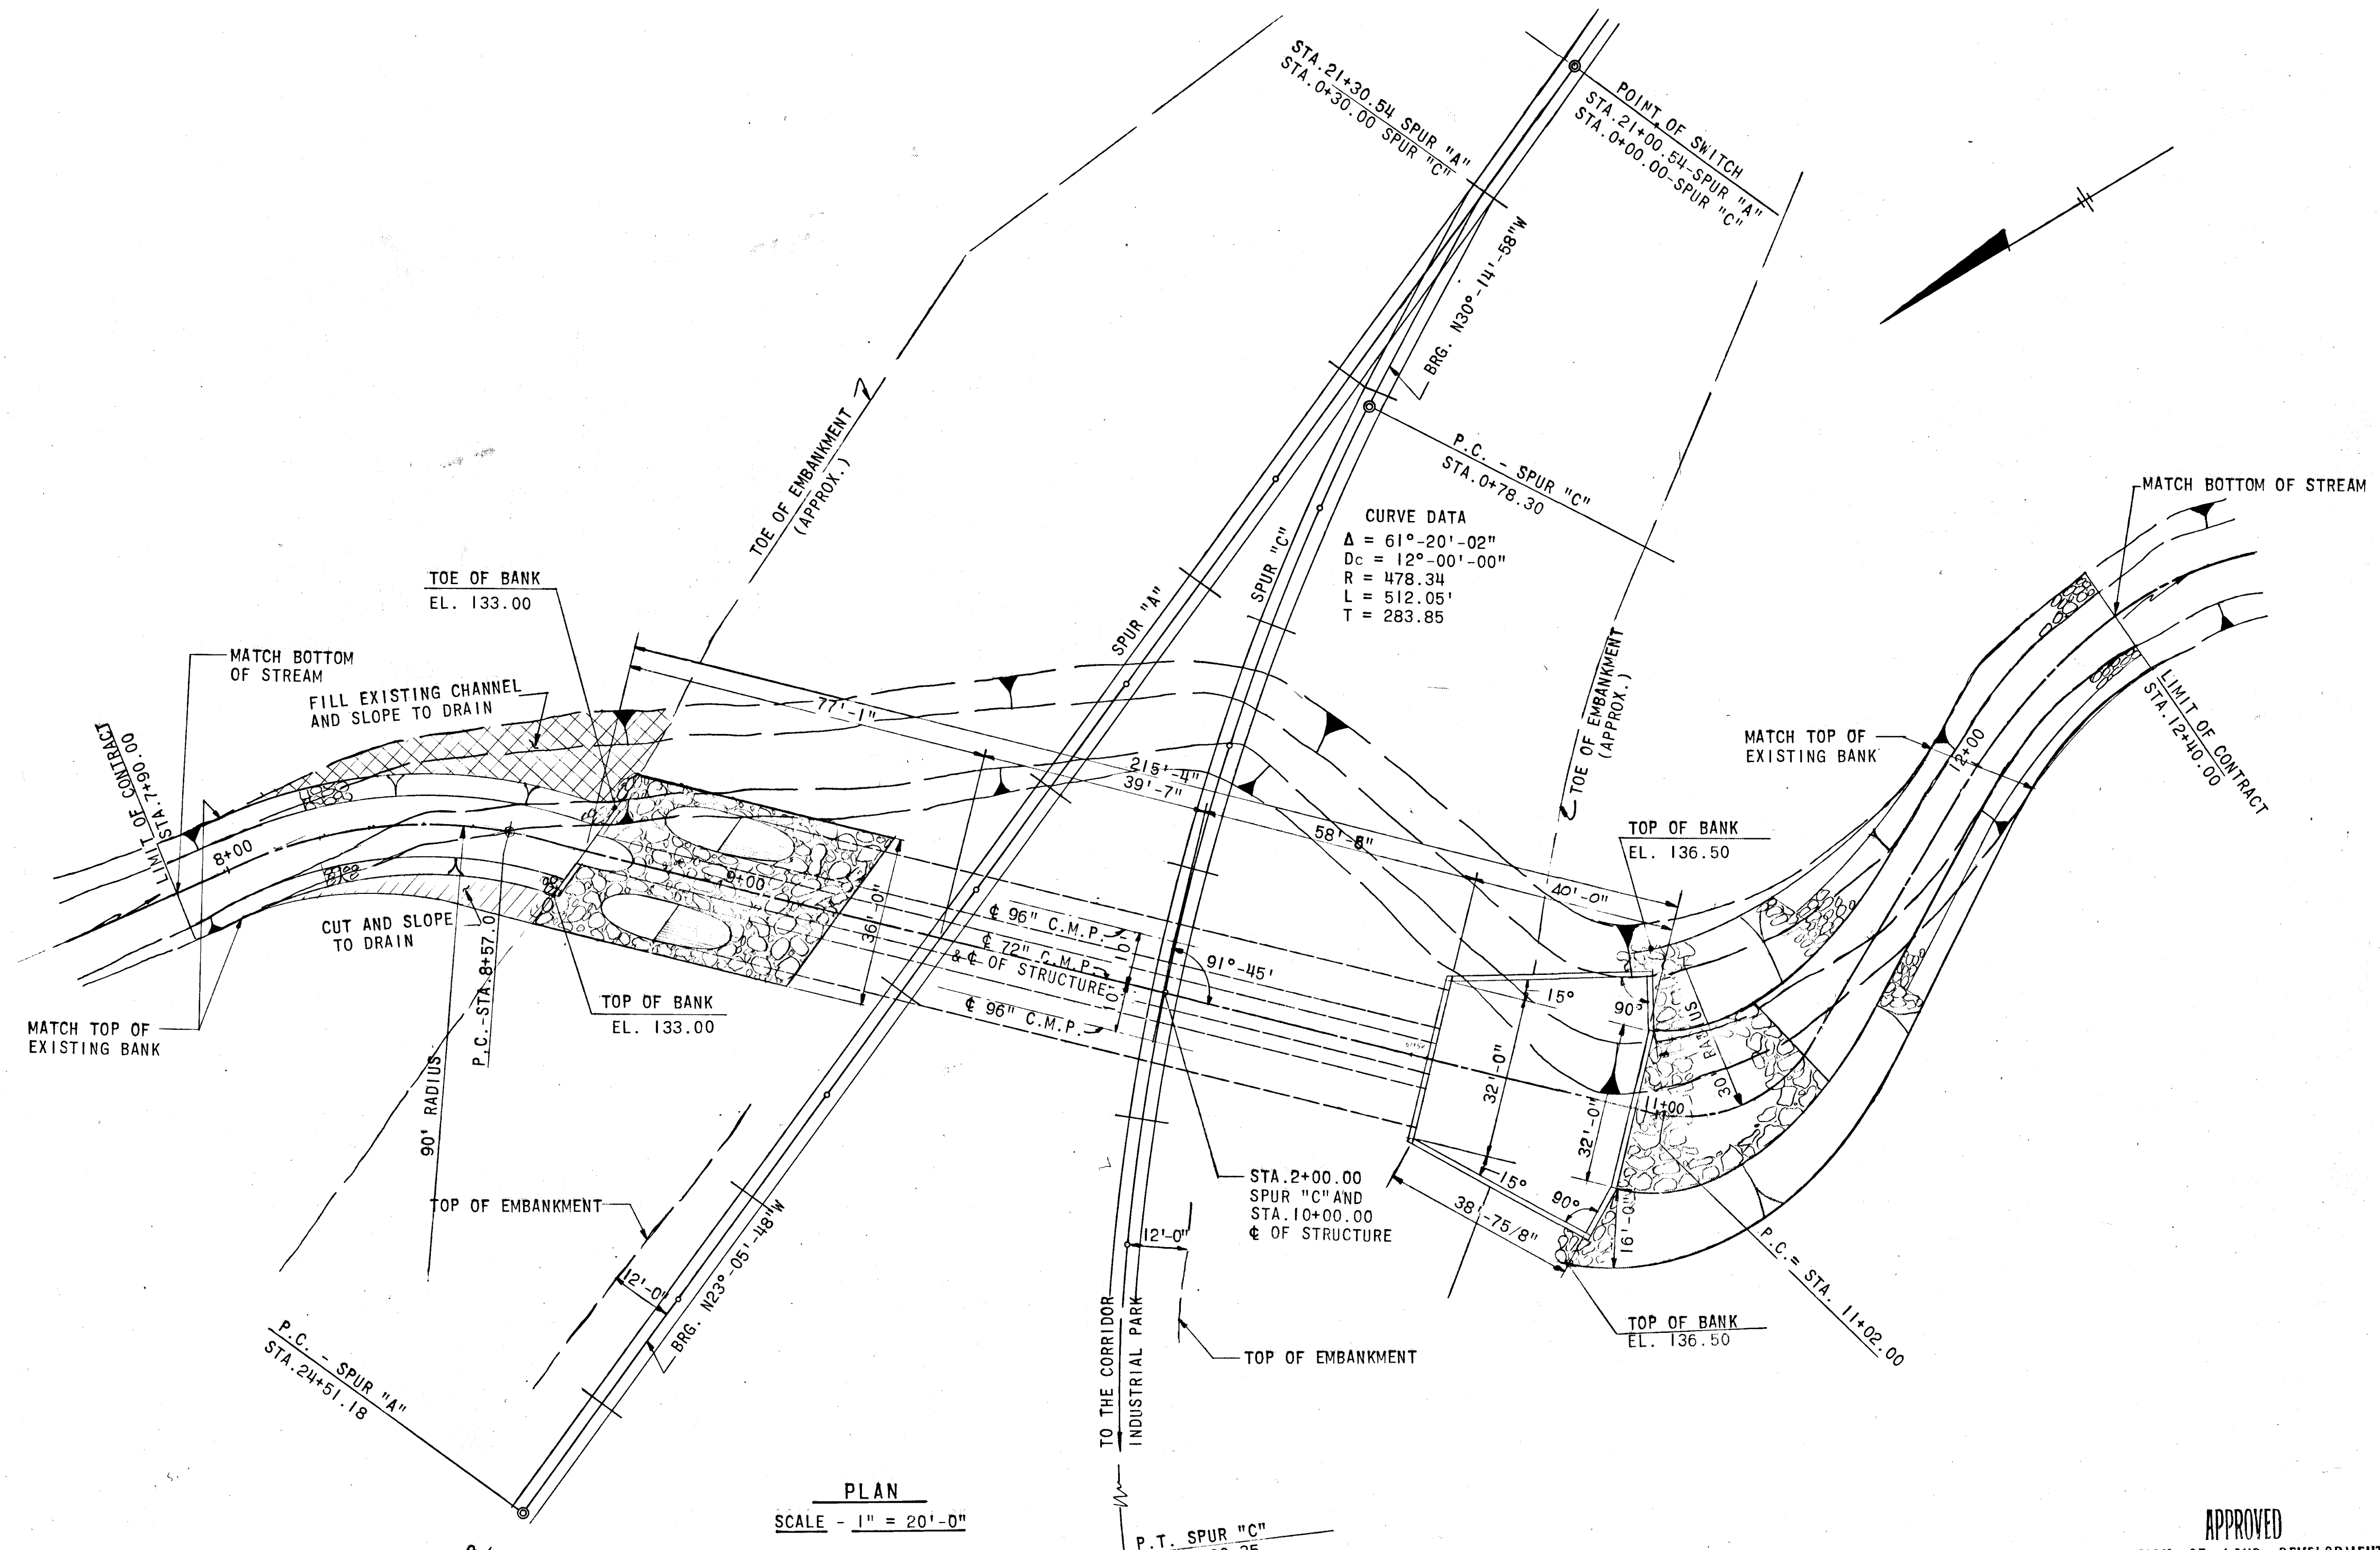 STA.21+30.54 SPUR "A"
STA.0+30.00 SPUR "C"
POINT OF SWITCH
STA.21+00.54-SPUR "A"
STA.0+00.00-SPUR "C"
BRG. N30°-14'-58"W
TOE OF EMBANKMENT
(APPROX.)
P.C. - SPUR "C"
STA.0+78.30
CURVE DATA
Δ = 61°-20'-02"
Dc = 12°-00'-00"
R = 478.34
L = 512.05'
T = 283.85
MATCH BOTTOM OF STREAM
TOE OF BANK
EL. 133.00
SPUR "A"
SPUR "C"
TOE OF EMBANKMENT
(APPROX.)
MATCH BOTTOM
OF STREAM
FILL EXISTING CHANNEL
AND SLOPE TO DRAIN
LIMIT OF CONTRACT
STA.7+90.00
77'-1"
215'-4"
39'-7"
58'-8"
40'-0"
MATCH TOP OF
EXISTING BANK
12+00
LIMIT OF CONTRACT
STA.12+40.00
TOP OF BANK
EL. 136.50
8+00
9+00
36'-0"
CUT AND SLOPE
TO DRAIN
P.C.-STA.8+57.0
90' RADIUS
MATCH TOP OF
EXISTING BANK
TOP OF BANK
EL. 133.00
℄ 96" C.M.P.
℄ 72" C.M.P.
& ℄ OF STRUCTURE
℄ 96" C.M.P.
91°-45'
15°
90°
32'-0"
32'-0"
30' RADIUS
11+00
15°
90°
38'-75/8"
16'-0"
P.C.= STA. 11+02.00
STA.2+00.00
SPUR "C" AND
STA.10+00.00
℄ OF STRUCTURE
TOP OF EMBANKMENT
12'-0"
BRG. N23°-05'-48"W
12'-0"
TO THE CORRIDOR
INDUSTRIAL PARK
TOP OF EMBANKMENT
TOP OF BANK
EL. 136.50
P.C. - SPUR "A"
STA.24+51.18
PLAN
SCALE - 1" = 20'-0"
P.T. SPUR "C"
APPROVED